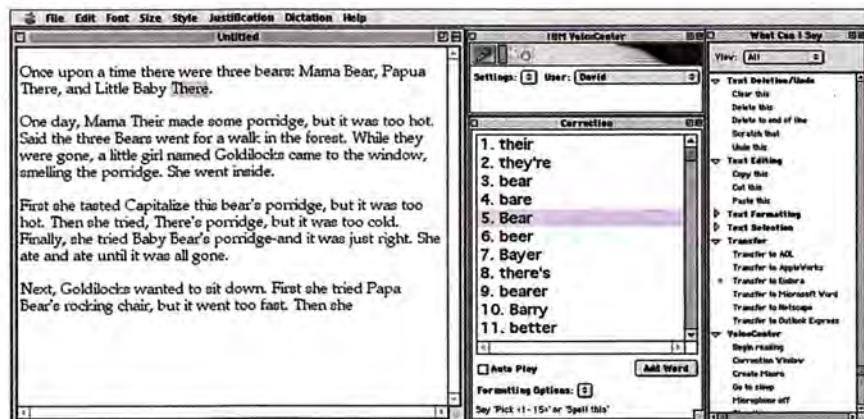 File Edit Font Size Style Justification Dictation Help
Untitled
Once upon a time there were three bears: Mama Bear, Papua
There, and Little Baby There.
One day, Mama Their made some porridge, but it was too hot.
Said the three Bears went for a walk in the forest. While they
were gone, a little girl named Goldilocks came to the window,
smelling the porridge. She went inside.
First she tasted Capitalize this bear's porridge, but it was too
hot. Then she tried, There's porridge, but it was too cold.
Finally, she tried Baby Bear's porridge-and it was just right. She
ate and ate until it was all gone.
Next, Goldilocks wanted to sit down. First she tried Papa
Bear's rocking chair, but it went too fast. Then she
IBM VoiceCenter
Settings: User: David
Correction
1. their
2. they're
3. bear
4. bare
5. Bear
6. beer
7. Bayer
8. there's
9. bearer
10. Barry
11. better
Auto Play
Add Word
Formatting Options:
Say 'Pick <1-15>' or 'Spell this'
What Can I Say
View: All
Text Deletion/Undo
Clear this
Delete this
Delete to end of line
Scratch that
Undo this
Text Editing
Copy this
Cut this
Paste this
Text Formatting
Text Selection
Transfer
Transfer to AOL
Transfer to AppleWorks
Transfer to Eudora
Transfer to Microsoft Word
Transfer to Netscape
Transfer to Outlook Express
VoiceCenter
Begin reading
Correction Window
Create Macro
Go to sleep
Microphone off